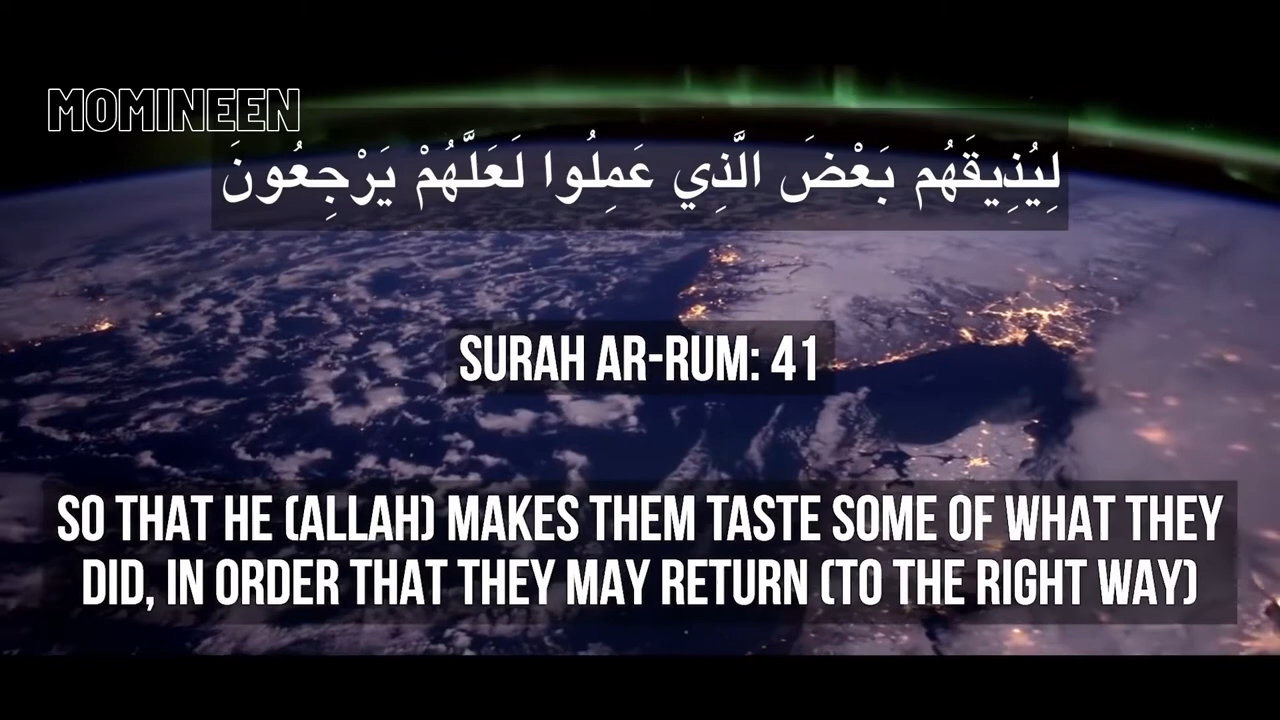 MOMINEEN
لِيُذِيقَهُم بَعْضَ الَّذِي عَمِلُوا لَعَلَّهُمْ يَرْجِعُونَ
SURAH AR-RUM: 41
SO THAT HE (ALLAH) MAKES THEM TASTE SOME OF WHAT THEY
DID, IN ORDER THAT THEY MAY RETURN (TO THE RIGHT WAY)